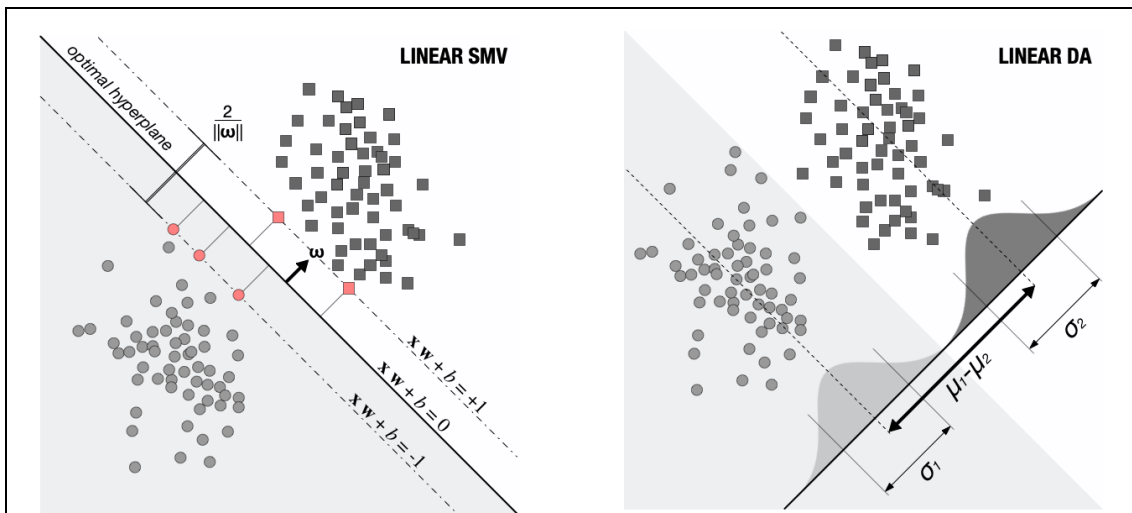 LINEAR SMV
optimal hyperplane
2
‖ω‖
ω
x w + b = +1
x w + b = 0
x w + b = -1
LINEAR DA
σ₂
μ₁-μ₂
σ₁